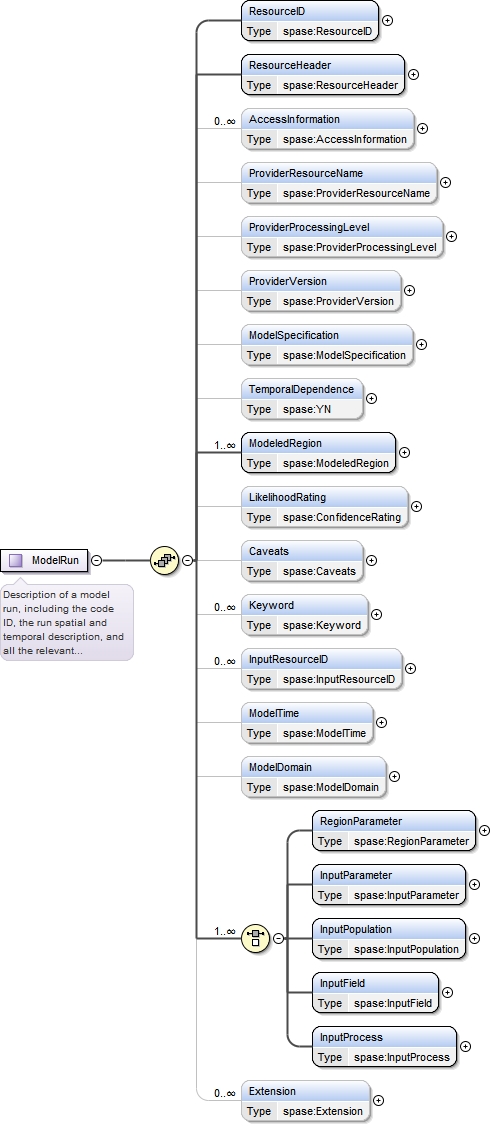 ResourceID
Type spase:ResourceID
ResourceHeader
Type spase:ResourceHeader
0..∞
AccessInformation
Type spase:AccessInformation
ProviderResourceName
Type spase:ProviderResourceName
ProviderProcessingLevel
Type spase:ProviderProcessingLevel
ProviderVersion
Type spase:ProviderVersion
ModelSpecification
Type spase:ModelSpecification
TemporalDependence
Type spase:YN
1..∞
ModeledRegion
Type spase:ModeledRegion
LikelihoodRating
Type spase:ConfidenceRating
ModelRun
Description of a model
run, including the code
ID, the run spatial and
temporal description, and
all the relevant...
Caveats
Type spase:Caveats
0..∞
Keyword
Type spase:Keyword
0..∞
InputResourceID
Type spase:InputResourceID
ModelTime
Type spase:ModelTime
ModelDomain
Type spase:ModelDomain
1..∞
RegionParameter
Type spase:RegionParameter
InputParameter
Type spase:InputParameter
InputPopulation
Type spase:InputPopulation
InputField
Type spase:InputField
InputProcess
Type spase:InputProcess
0..∞
Extension
Type spase:Extension